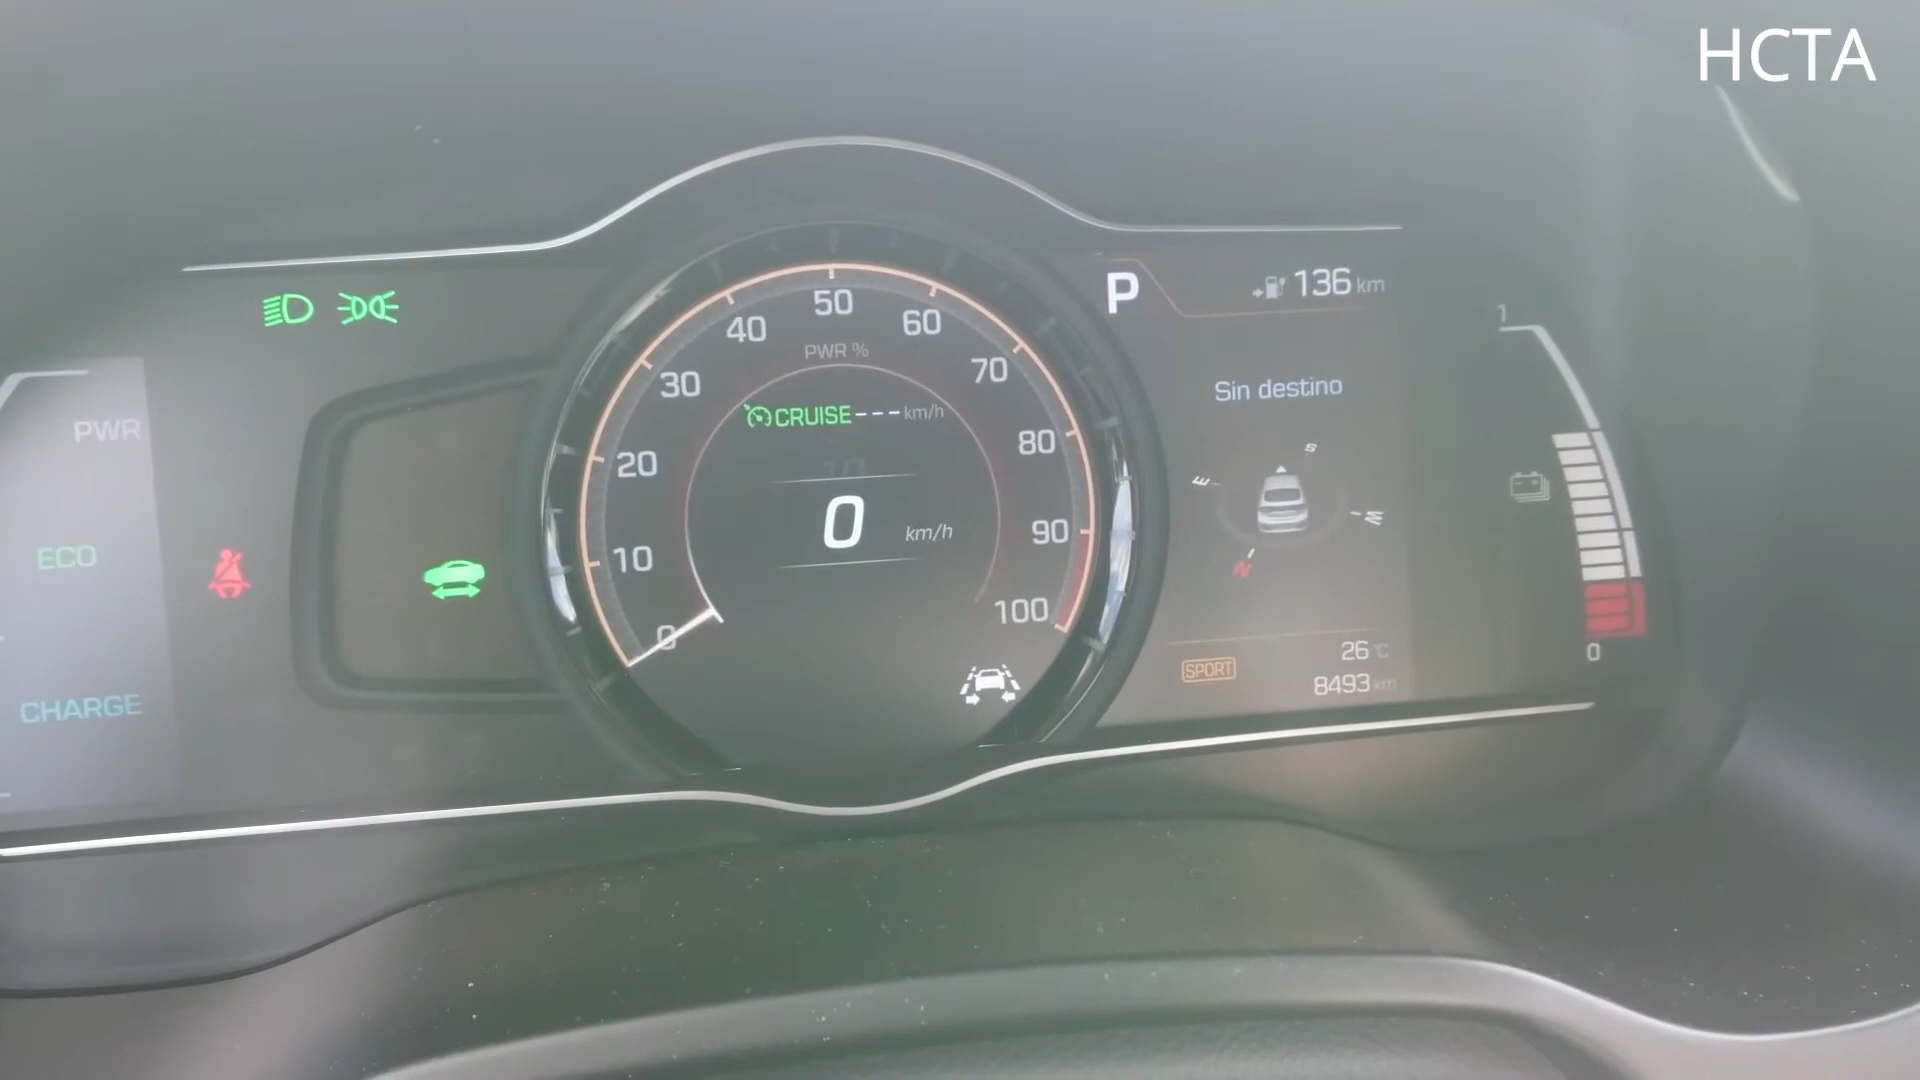 HCTA
P
136 km
1
50
40
60
PWR %
30
70
Sin destino
CRUISE --- km/h
PWR
20
80
S
E
W
N
0 km/h
10
90
ECO
0
100
26 °C
SPORT
8493 km
0
CHARGE